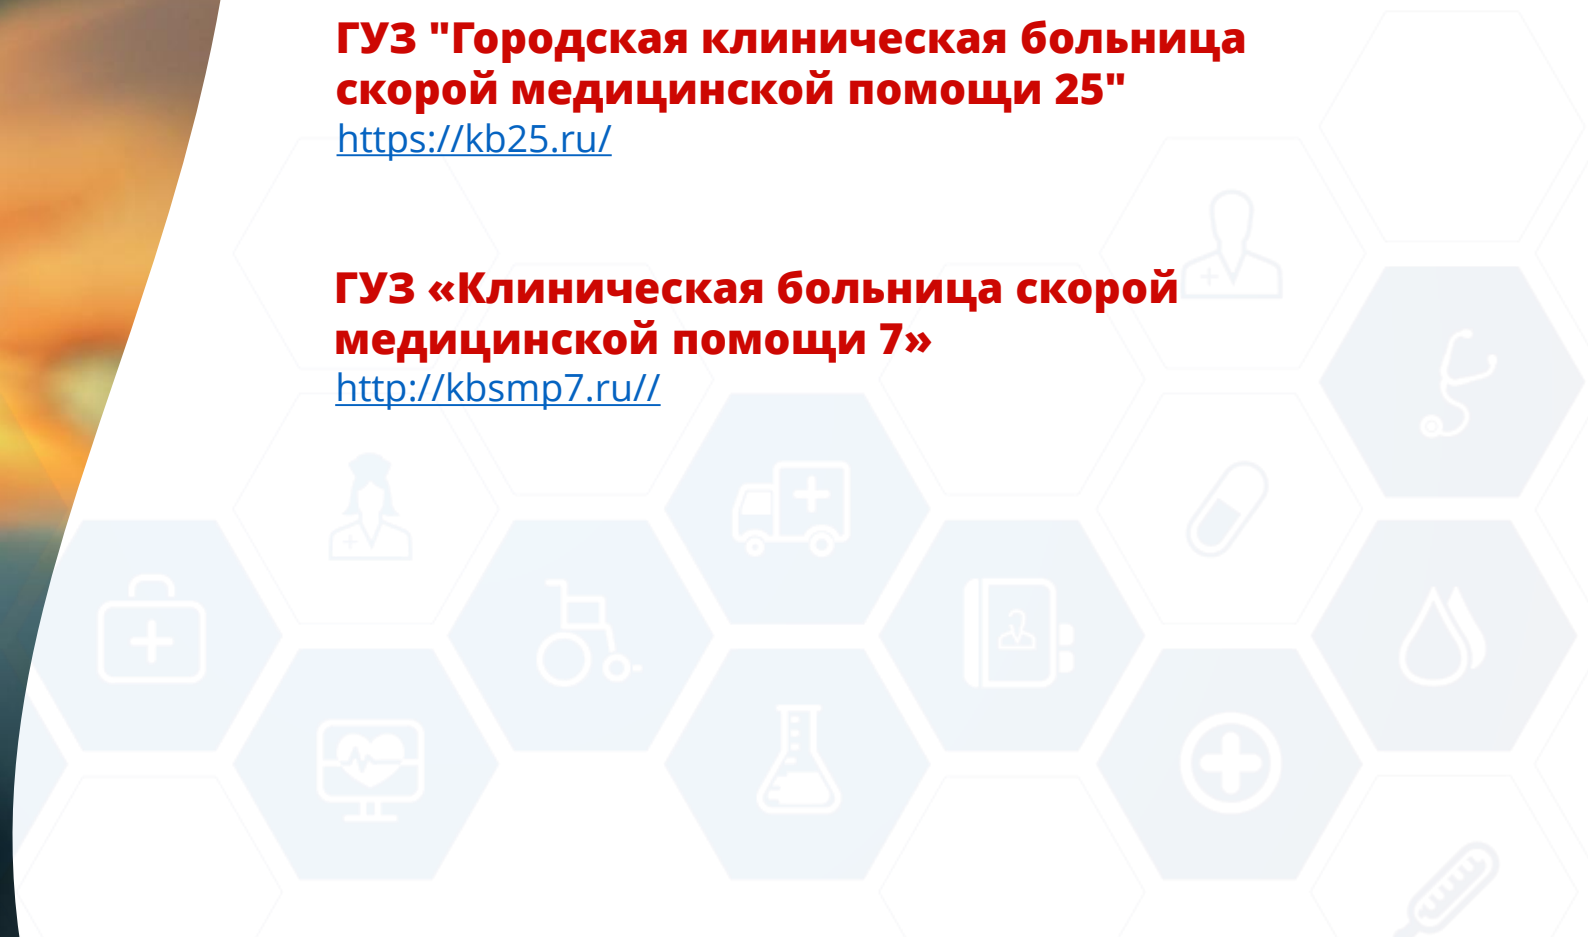 ГУЗ "Городская клиническая больница
скорой медицинской помощи 25"
https://kb25.ru/
ГУЗ «Клиническая больница скорой
медицинской помощи 7»
http://kbsmp7.ru//